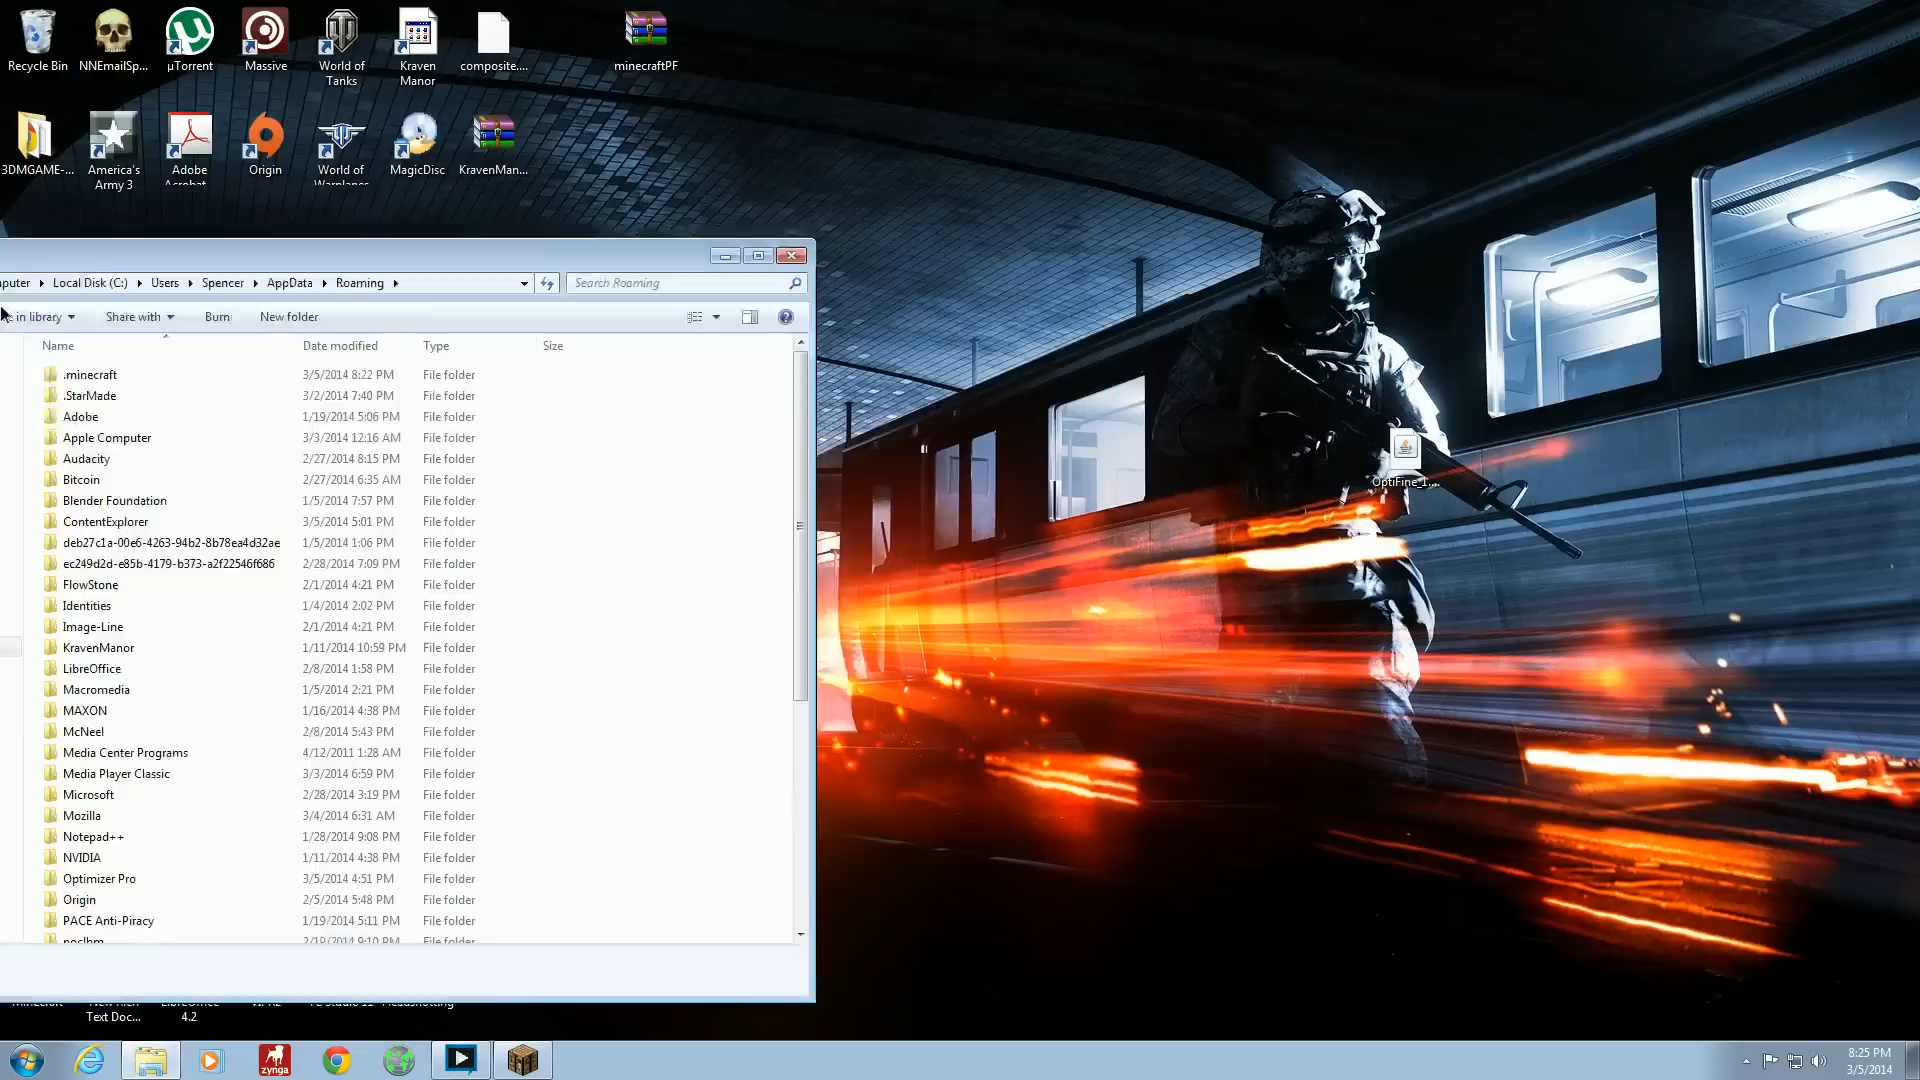 Recycle Bin
NNEmailSp...
µTorrent
Massive
World of
Tanks
Kraven
Manor
composite....
minecraftPF
3DMGAME-...
America's
Army 3
Adobe
Acrobat
Origin
World of
Warplanes
MagicDisc
KravenMan...
Local Disk (C:)
Users
Spencer
AppData
Roaming
Search Roaming
in library
Share with
Burn
New folder
Name
Date modified
Type
Size
.minecraft 3/5/2014 8:22 PM File folder
.StarMade 3/2/2014 7:40 PM File folder
Adobe 1/19/2014 5:06 PM File folder
Apple Computer 3/3/2014 12:16 AM File folder
Audacity 2/27/2014 8:15 PM File folder
Bitcoin 2/27/2014 6:35 AM File folder
Blender Foundation 1/5/2014 7:57 PM File folder
ContentExplorer 3/5/2014 5:01 PM File folder
deb27c1a-00e6-4263-94b2-8b78ea4d32ae 1/5/2014 1:06 PM File folder
ec249d2d-e85b-4179-b373-a2f22546f686 2/28/2014 7:09 PM File folder
FlowStone 2/1/2014 4:21 PM File folder
Identities 1/4/2014 2:02 PM File folder
Image-Line 2/1/2014 4:21 PM File folder
KravenManor 1/11/2014 10:59 PM File folder
LibreOffice 2/8/2014 1:58 PM File folder
Macromedia 1/5/2014 2:21 PM File folder
MAXON 1/16/2014 4:38 PM File folder
McNeel 2/8/2014 5:43 PM File folder
Media Center Programs 4/12/2011 1:28 AM File folder
Media Player Classic 3/3/2014 6:59 PM File folder
Microsoft 2/28/2014 3:19 PM File folder
Mozilla 3/4/2014 6:31 AM File folder
Notepad++ 1/28/2014 9:08 PM File folder
NVIDIA 1/11/2014 4:38 PM File folder
Optimizer Pro 3/5/2014 4:51 PM File folder
Origin 2/5/2014 5:48 PM File folder
PACE Anti-Piracy 1/19/2014 5:11 PM File folder
2/19/2014 9:10 PM File folder
OptiFine_1....
Text Doc...
4.2
zynga
8:25 PM
3/5/2014